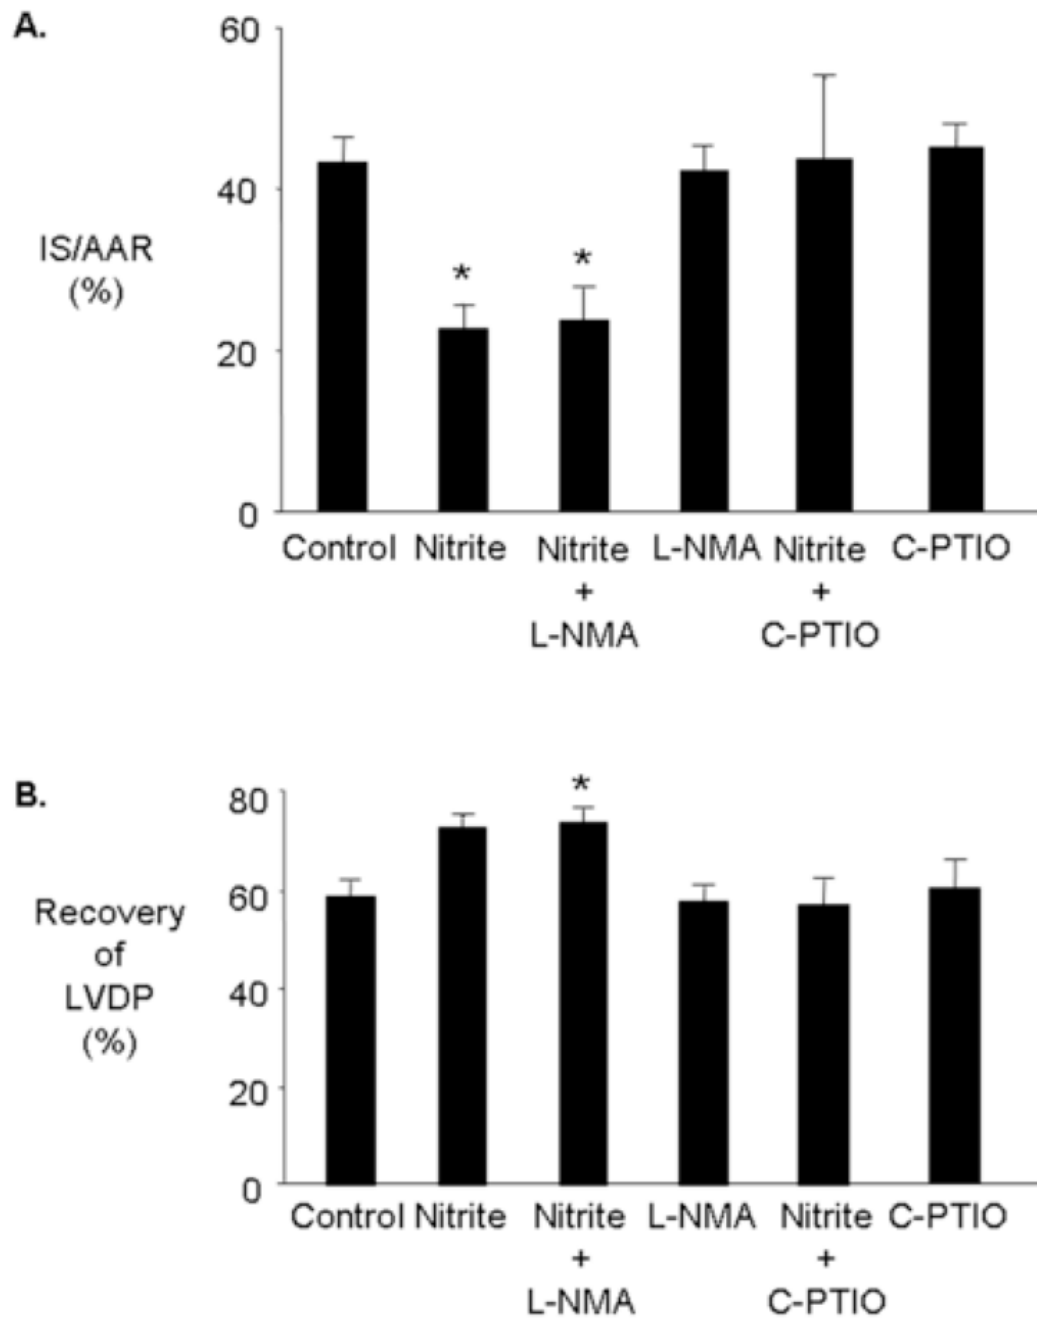 A.
60
40
20
0
IS/AAR
(%)
*
*
Control Nitrite Nitrite L-NMA Nitrite C-PTIO
+ +
L-NMA C-PTIO
B.
80
60
40
20
0
Recovery
of
LVDP
(%)
*
Control Nitrite Nitrite L-NMA Nitrite C-PTIO
+ +
L-NMA C-PTIO